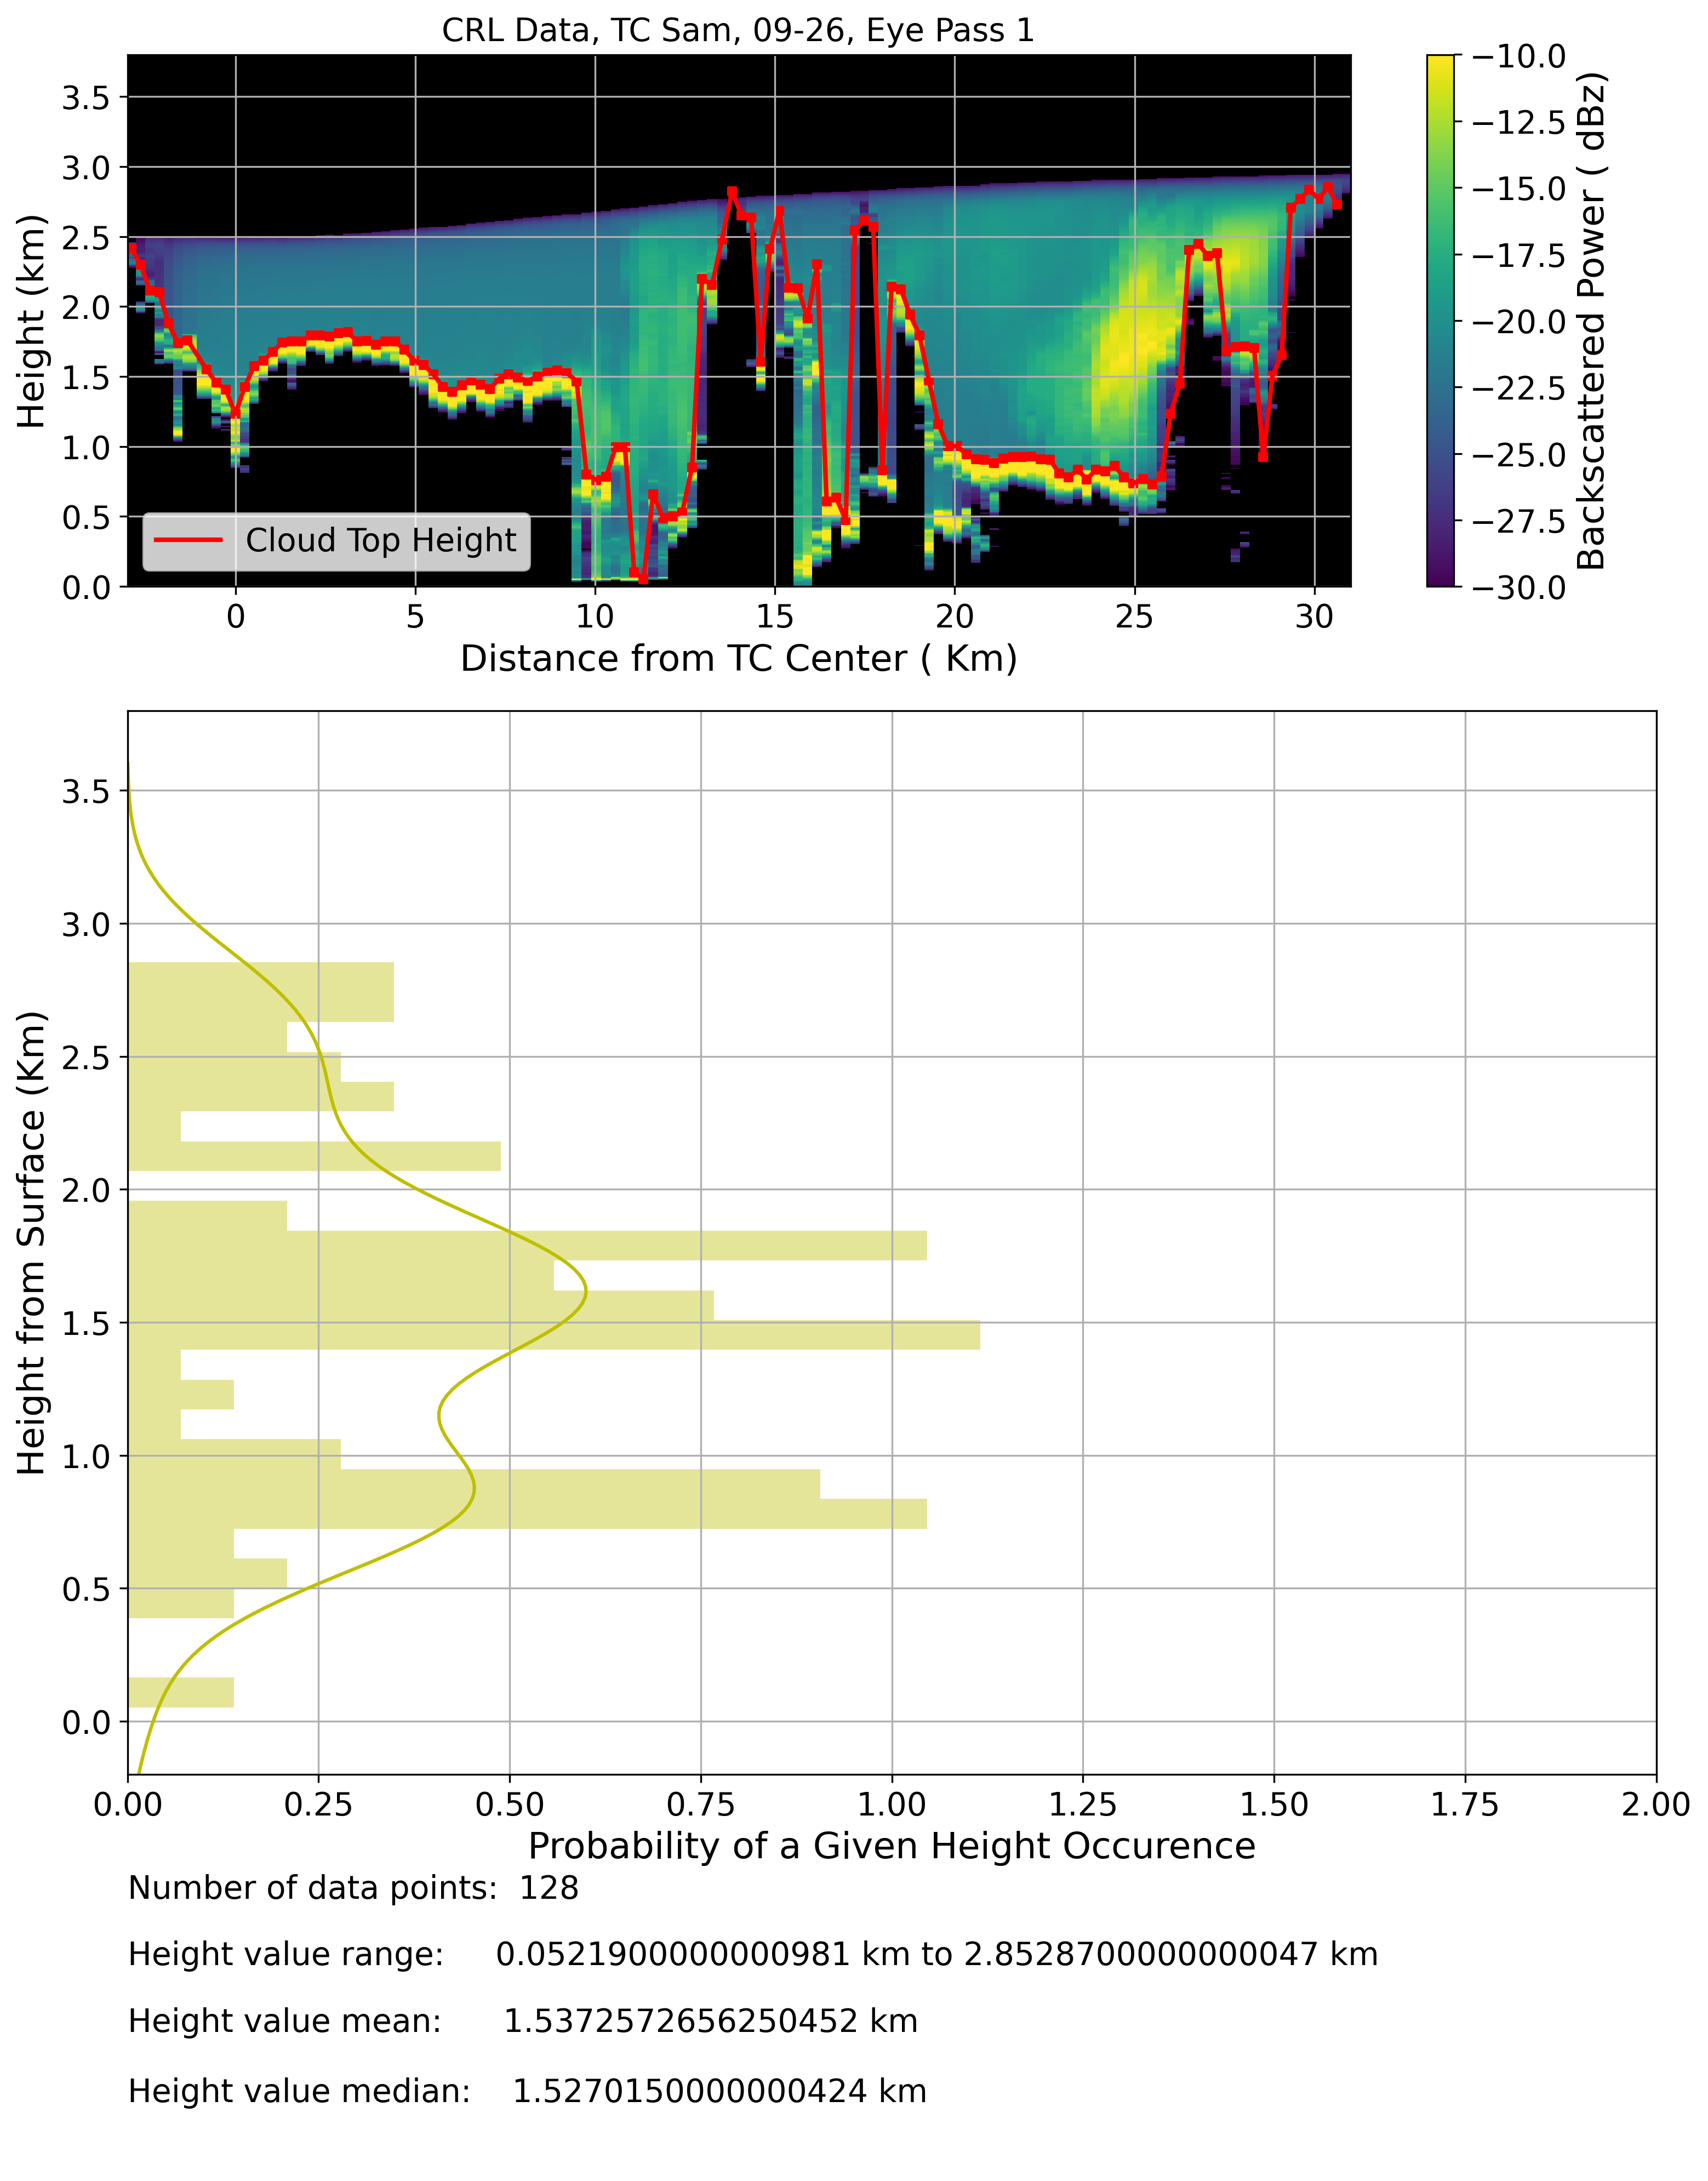 CRL Data, TC Sam, 09-26, Eye Pass 1
3.5
3.0
2.5
2.0
1.5
1.0
0.5
0.0
Height (km)
Cloud Top Height
0 5 10 15 20 25 30
Distance from TC Center ( Km)
−10.0
−12.5
−15.0
−17.5
−20.0
−22.5
−25.0
−27.5
−30.0
Backscattered Power ( dBz)
3.5
3.0
2.5
2.0
1.5
1.0
0.5
0.0
Height from Surface (Km)
0.00 0.25 0.50 0.75 1.00 1.25 1.50 1.75 2.00
Probability of a Given Height Occurence
Number of data points: 128
Height value range: 0.0521900000000981 km to 2.8528700000000047 km
Height value mean: 1.5372572656250452 km
Height value median: 1.5270150000000424 km